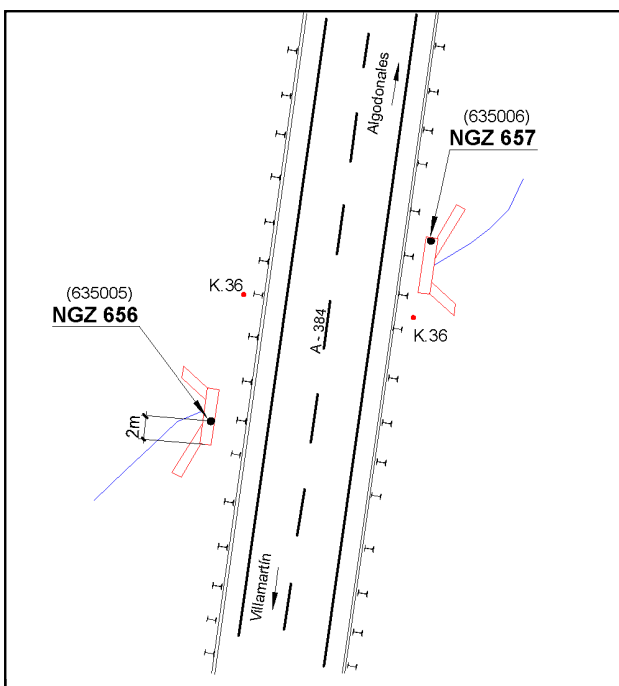 Algodonales
(635006)
NGZ 657
K.36
(635005)
NGZ 656
A-384
K.36
2m
Villamartín